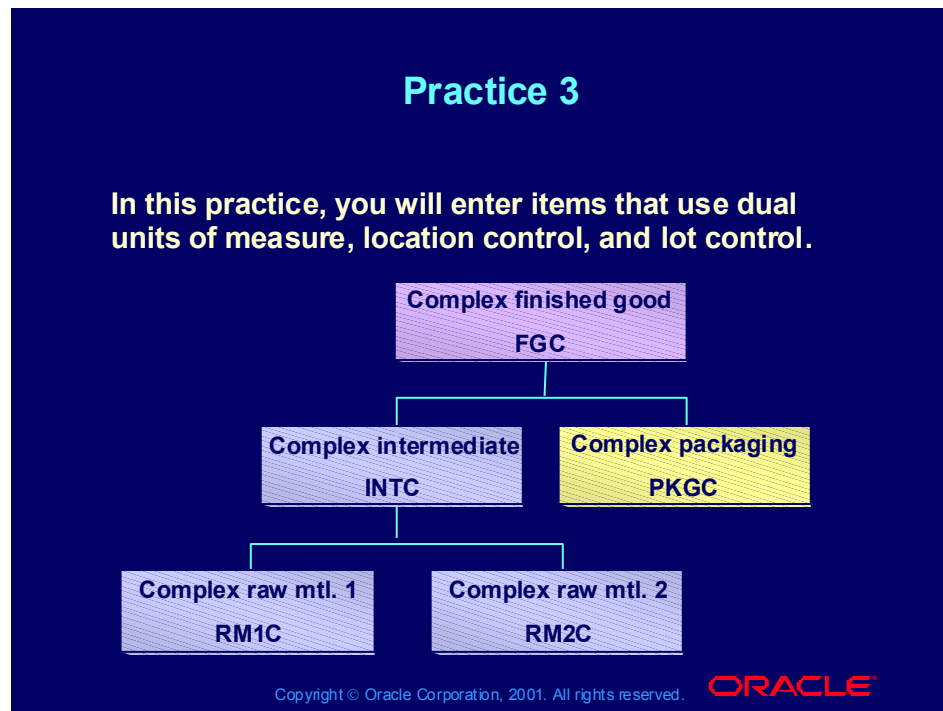 Practice 3
In this practice, you will enter items that use dual
units of measure, location control, and lot control.
Complex finished good
FGC
Complex intermediate
INTC
Complex packaging
PKGC
Complex raw mtl. 1
RM1C
Complex raw mtl. 2
RM2C
Copyright © Oracle Corporation, 2001. All rights reserved.
ORACLE®